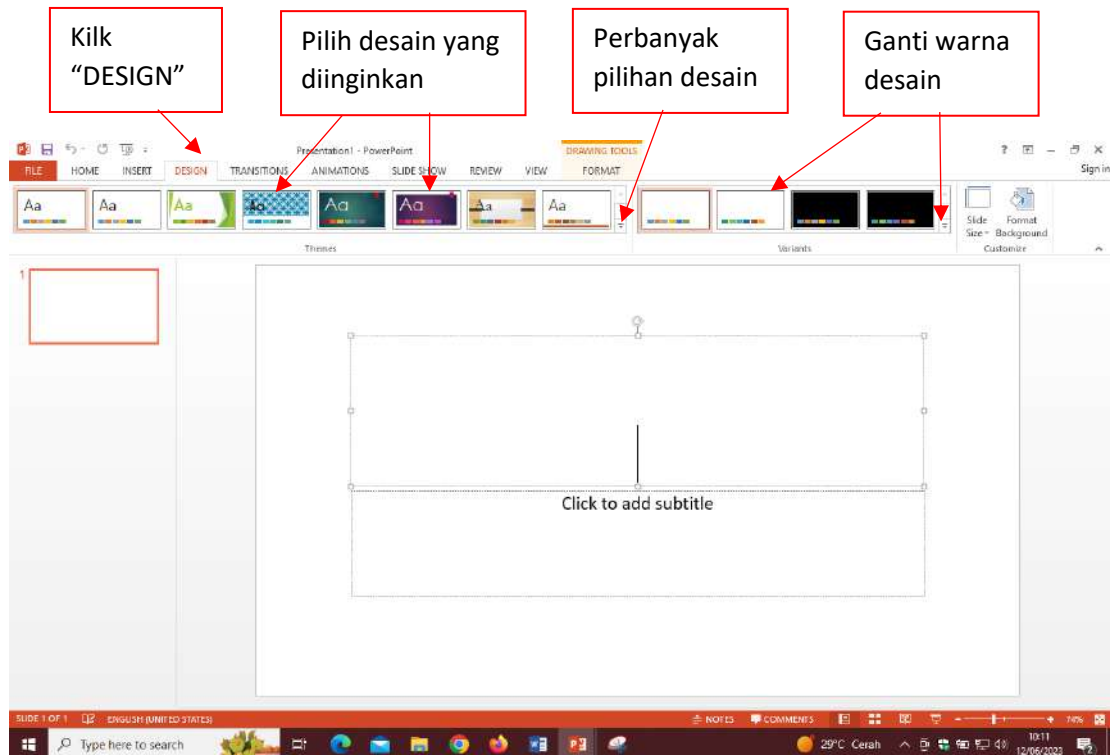 Kilk
“DESIGN”
Pilih desain yang
diinginkan
Perbanyak
pilihan desain
Ganti warna
desain
Presentation1 - PowerPoint
DRAWING TOOLS
FILE HOME INSERT DESIGN TRANSITIONS ANIMATIONS SLIDE SHOW REVIEW VIEW FORMAT
Sign in
Aa Aa Aa Aa Aa Aa Aa Aa
Slide
Size
Format
Background
Themes
Variants
Customize
1
Click to add subtitle
SLIDE 1 OF 1 ENGLISH (UNITED STATES) NOTES COMMENTS 74%
Type here to search 29°C Cerah 10:11
12/06/2023